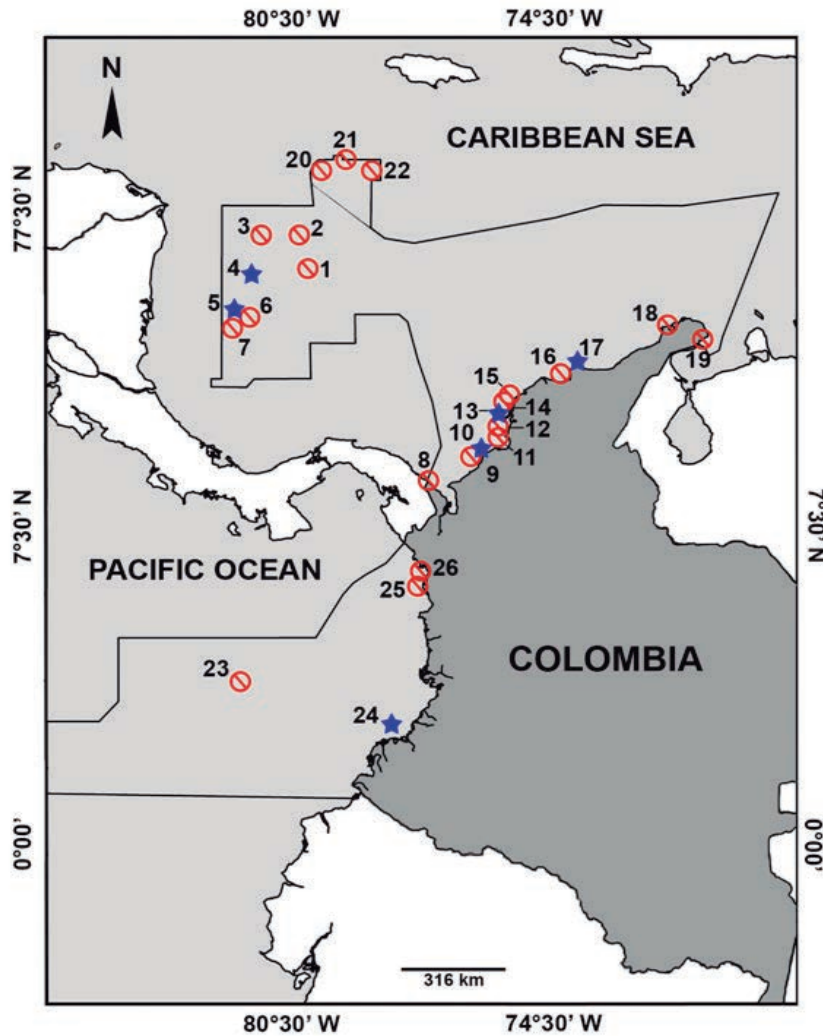 80°30’ W 74°30’ W
N
CARIBBEAN SEA
21
20
22
77°30’ N
3
2
4
1
5
6
7
18
17
19
16
15
13
14
12
10
11
9
8
7°30’ N
7°30’ N
PACIFIC OCEAN
26
25
COLOMBIA
23
24
0°00’
0°00’
316 km
80°30’ W 74°30’ W